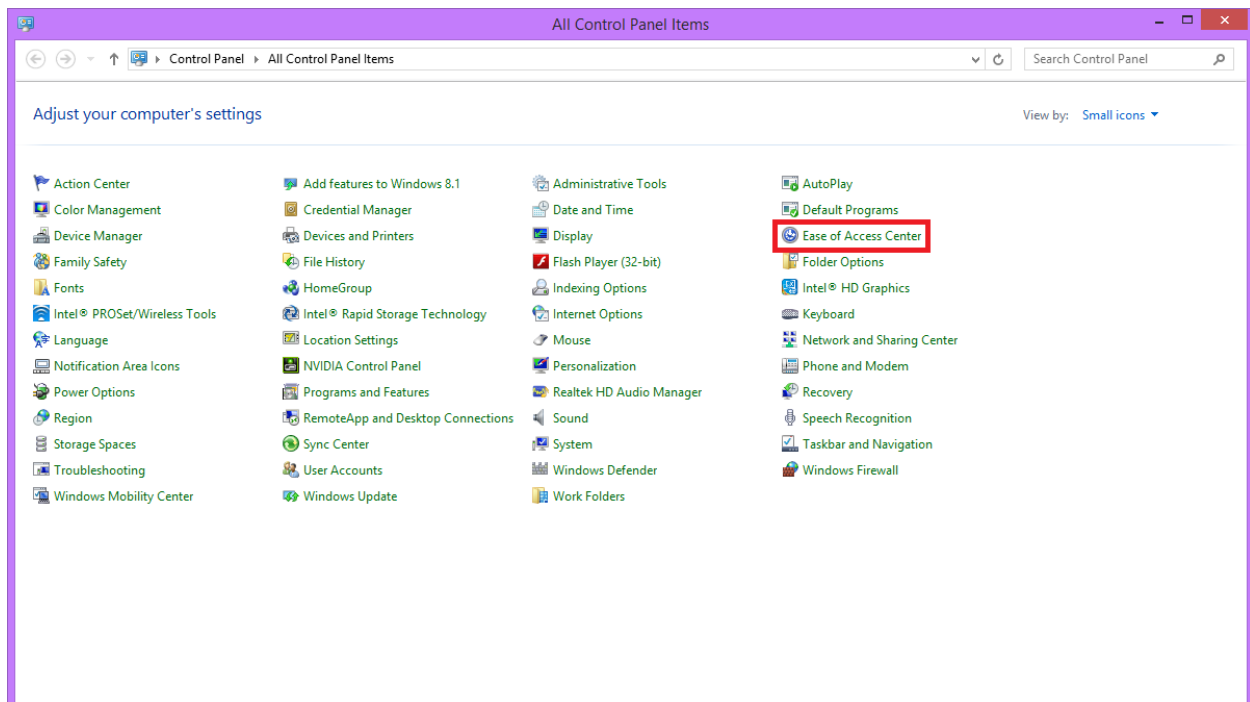 All Control Panel Items
Control Panel All Control Panel Items Search Control Panel
Adjust your computer's settings View by: Small icons
Action Center Add features to Windows 8.1 Administrative Tools AutoPlay
Color Management Credential Manager Date and Time Default Programs
Device Manager Devices and Printers Display Ease of Access Center
Family Safety File History Flash Player (32-bit) Folder Options
Fonts HomeGroup Indexing Options Intel® HD Graphics
Intel® PROSet/Wireless Tools Intel® Rapid Storage Technology Internet Options Keyboard
Language Location Settings Mouse Network and Sharing Center
Notification Area Icons NVIDIA Control Panel Personalization Phone and Modem
Power Options Programs and Features Realtek HD Audio Manager Recovery
Region RemoteApp and Desktop Connections Sound Speech Recognition
Storage Spaces Sync Center System Taskbar and Navigation
Troubleshooting User Accounts Windows Defender Windows Firewall
Windows Mobility Center Windows Update Work Folders